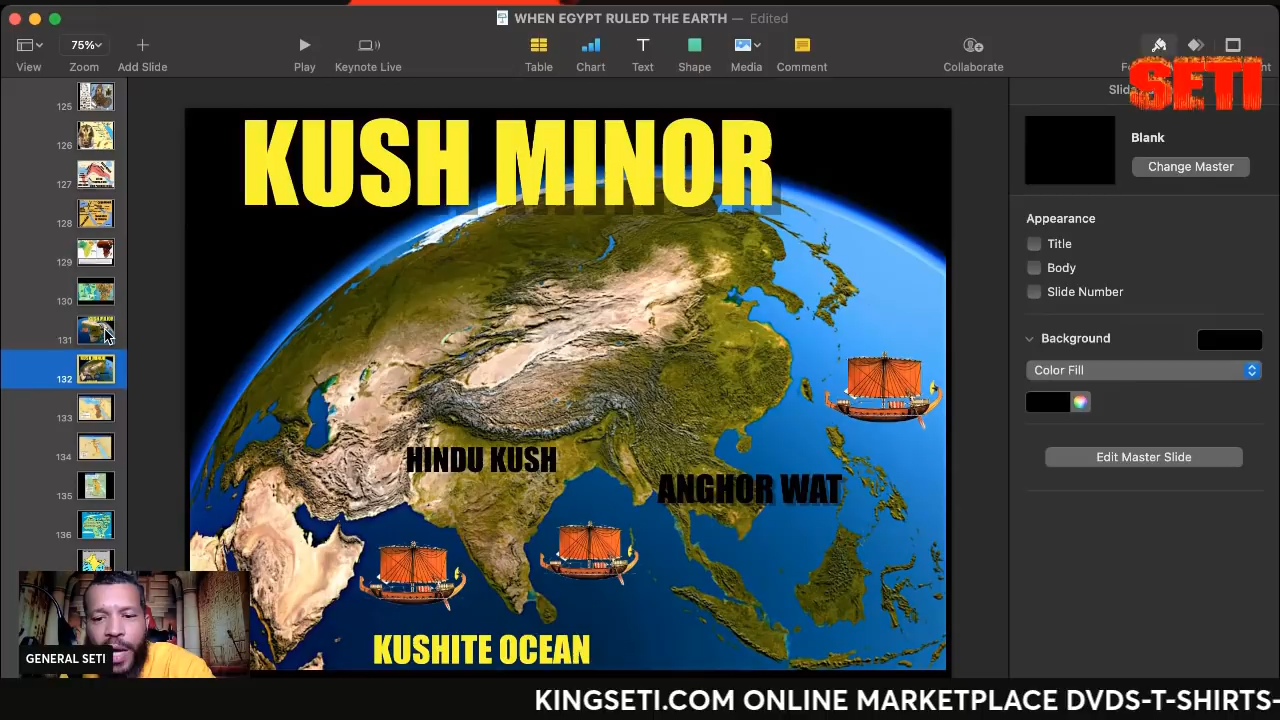 WHEN EGYPT RULED THE EARTH — Edited
75%
View
Zoom
Add Slide
Play
Keynote Live
Table
Chart
Text
Shape
Media
Comment
Collaborate
SETI
Blank
Change Master
Appearance
Title
Body
Slide Number
Background
Color Fill
Edit Master Slide
125
126
127
128
129
130
131
132
133
134
135
136
KUSH MINOR
HINDU KUSH
ANGHOR WAT
KUSHITE OCEAN
GENERAL SETI
KINGSETI.COM ONLINE MARKETPLACE DVDS-T-SHIRTS-